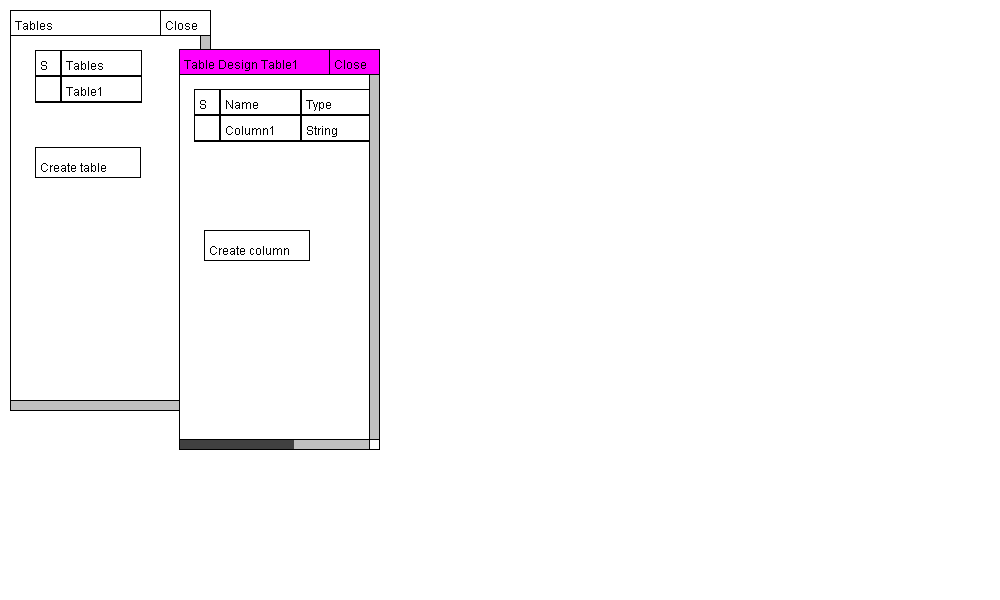 Tables Close
S Tables
Table1
Create table
Table Design Table1 Close
S Name Type
Column1 String
Create column